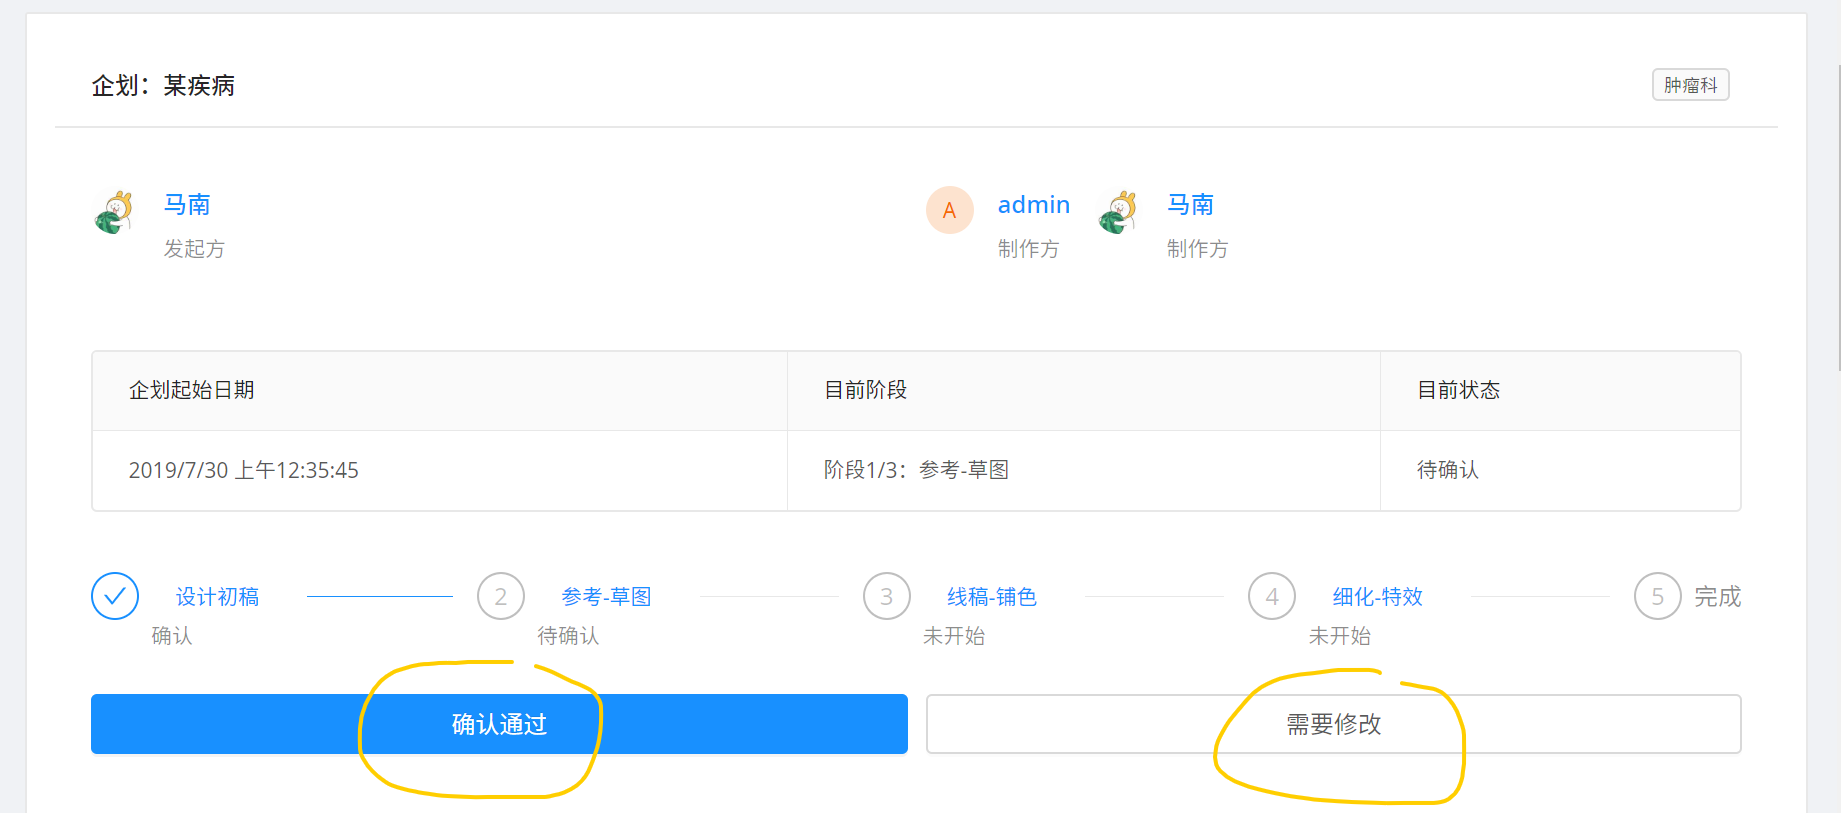 企划：某疾病
肿瘤科
马南
发起方
A
admin
制作方
马南
制作方
企划起始日期
目前阶段
目前状态
2019/7/30 上午12:35:45
阶段1/3：参考-草图
待确认
设计初稿
确认
2
参考-草图
待确认
3
线稿-铺色
未开始
4
细化-特效
未开始
5
完成
确认通过
需要修改